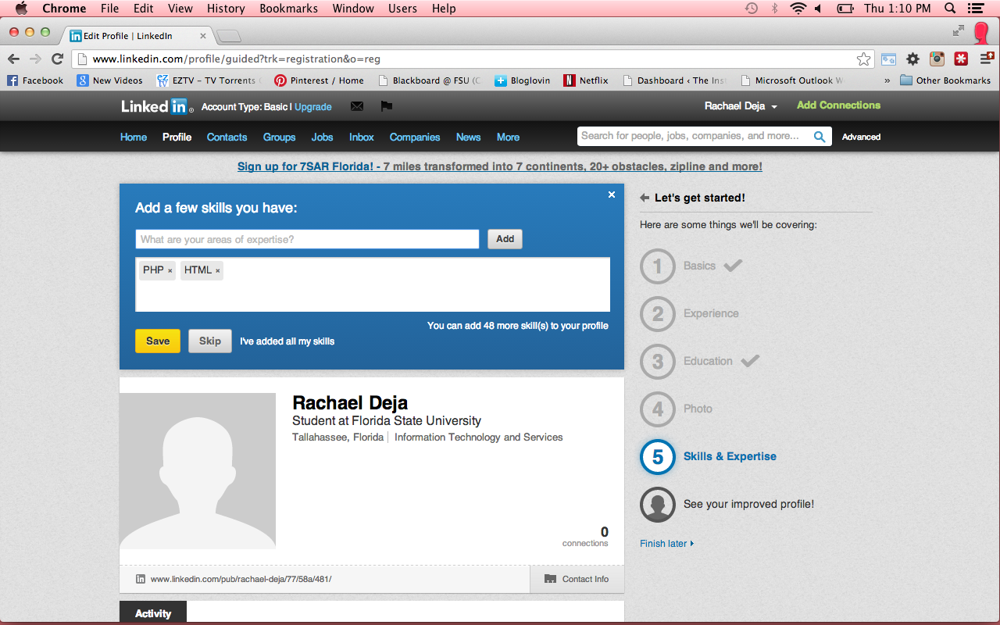 Chrome File Edit View History Bookmarks Window Users Help Thu 1:10 PM
Edit Profile | LinkedIn ×
www.linkedin.com/profile/guided?trk=registration&o=reg
Facebook New Videos EZTV - TV Torrents Pinterest / Home Blackboard @ FSU (C Bloglovin Netflix Dashboard ‹ The Inst Microsoft Outlook W » Other Bookmarks
Linked in Account Type: Basic | Upgrade Rachael Deja Add Connections
Home Profile Contacts Groups Jobs Inbox Companies News More Search for people, jobs, companies, and more... Advanced
Sign up for 7SAR Florida! - 7 miles transformed into 7 continents, 20+ obstacles, zipline and more!
Add a few skills you have: ×
What are your areas of expertise? Add
PHP × HTML ×
You can add 48 more skill(s) to your profile
Save Skip I've added all my skills
Rachael Deja
Student at Florida State University
Tallahassee, Florida | Information Technology and Services
0
connections
www.linkedin.com/pub/rachael-deja/77/58a/481/ Contact Info
Activity
Let's get started!
Here are some things we'll be covering:
1 Basics
2 Experience
3 Education
4 Photo
5 Skills & Expertise
See your improved profile!
Finish later